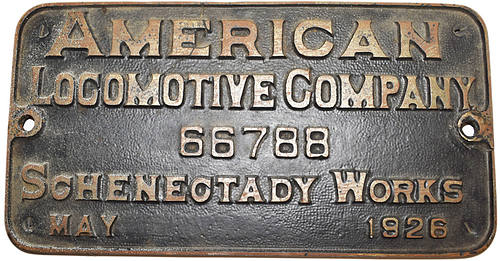 AMERICAN
LOCOMOTIVE COMPANY
66788
SCHENECTADY WORKS
MAY 1926